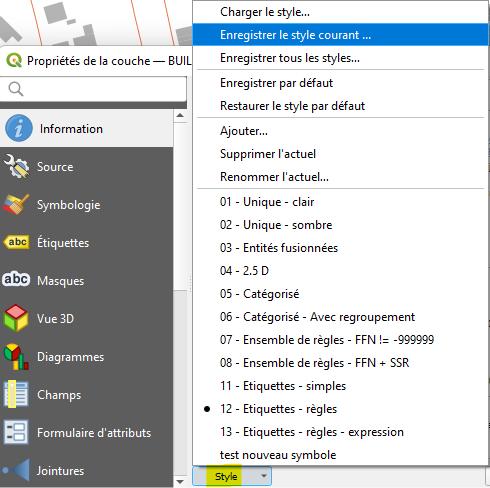 Charger le style...
Enregistrer le style courant ...
Enregistrer tous les styles...
Enregistrer par défaut
Restaurer le style par défaut
Ajouter...
Supprimer l'actuel
Renommer l'actuel...
01 - Unique - clair
02 - Unique - sombre
03 - Entités fusionnées
04 - 2.5 D
05 - Catégorisé
06 - Catégorisé - Avec regroupement
07 - Ensemble de règles - FFN != -999999
08 - Ensemble de règles - FFN + SSR
11 - Etiquettes - simples
12 - Etiquettes - règles
13 - Etiquettes - règles - expression
test nouveau symbole
Style
Propriétés de la couche — BUIL
Information
Source
Symbologie
abc Étiquettes
abc Masques
Vue 3D
Diagrammes
Champs
Formulaire d'attributs
Jointures